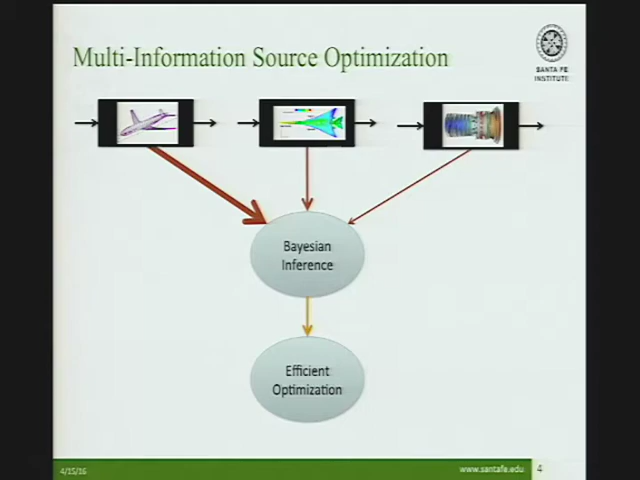 Multi-Information Source Optimization
SANTA FE
INSTITUTE
Bayesian
Inference
Efficient
Optimization
4/15/16
www.santafe.edu
4